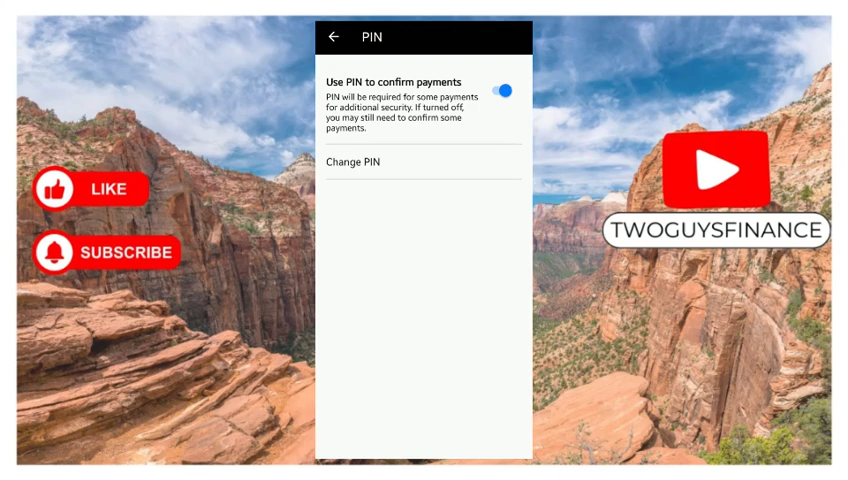 PIN
Use PIN to confirm payments
PIN will be required for some payments
for additional security. If turned off,
you may still need to confirm some
payments.
Change PIN
LIKE
SUBSCRIBE
TWOGUYSFINANCE